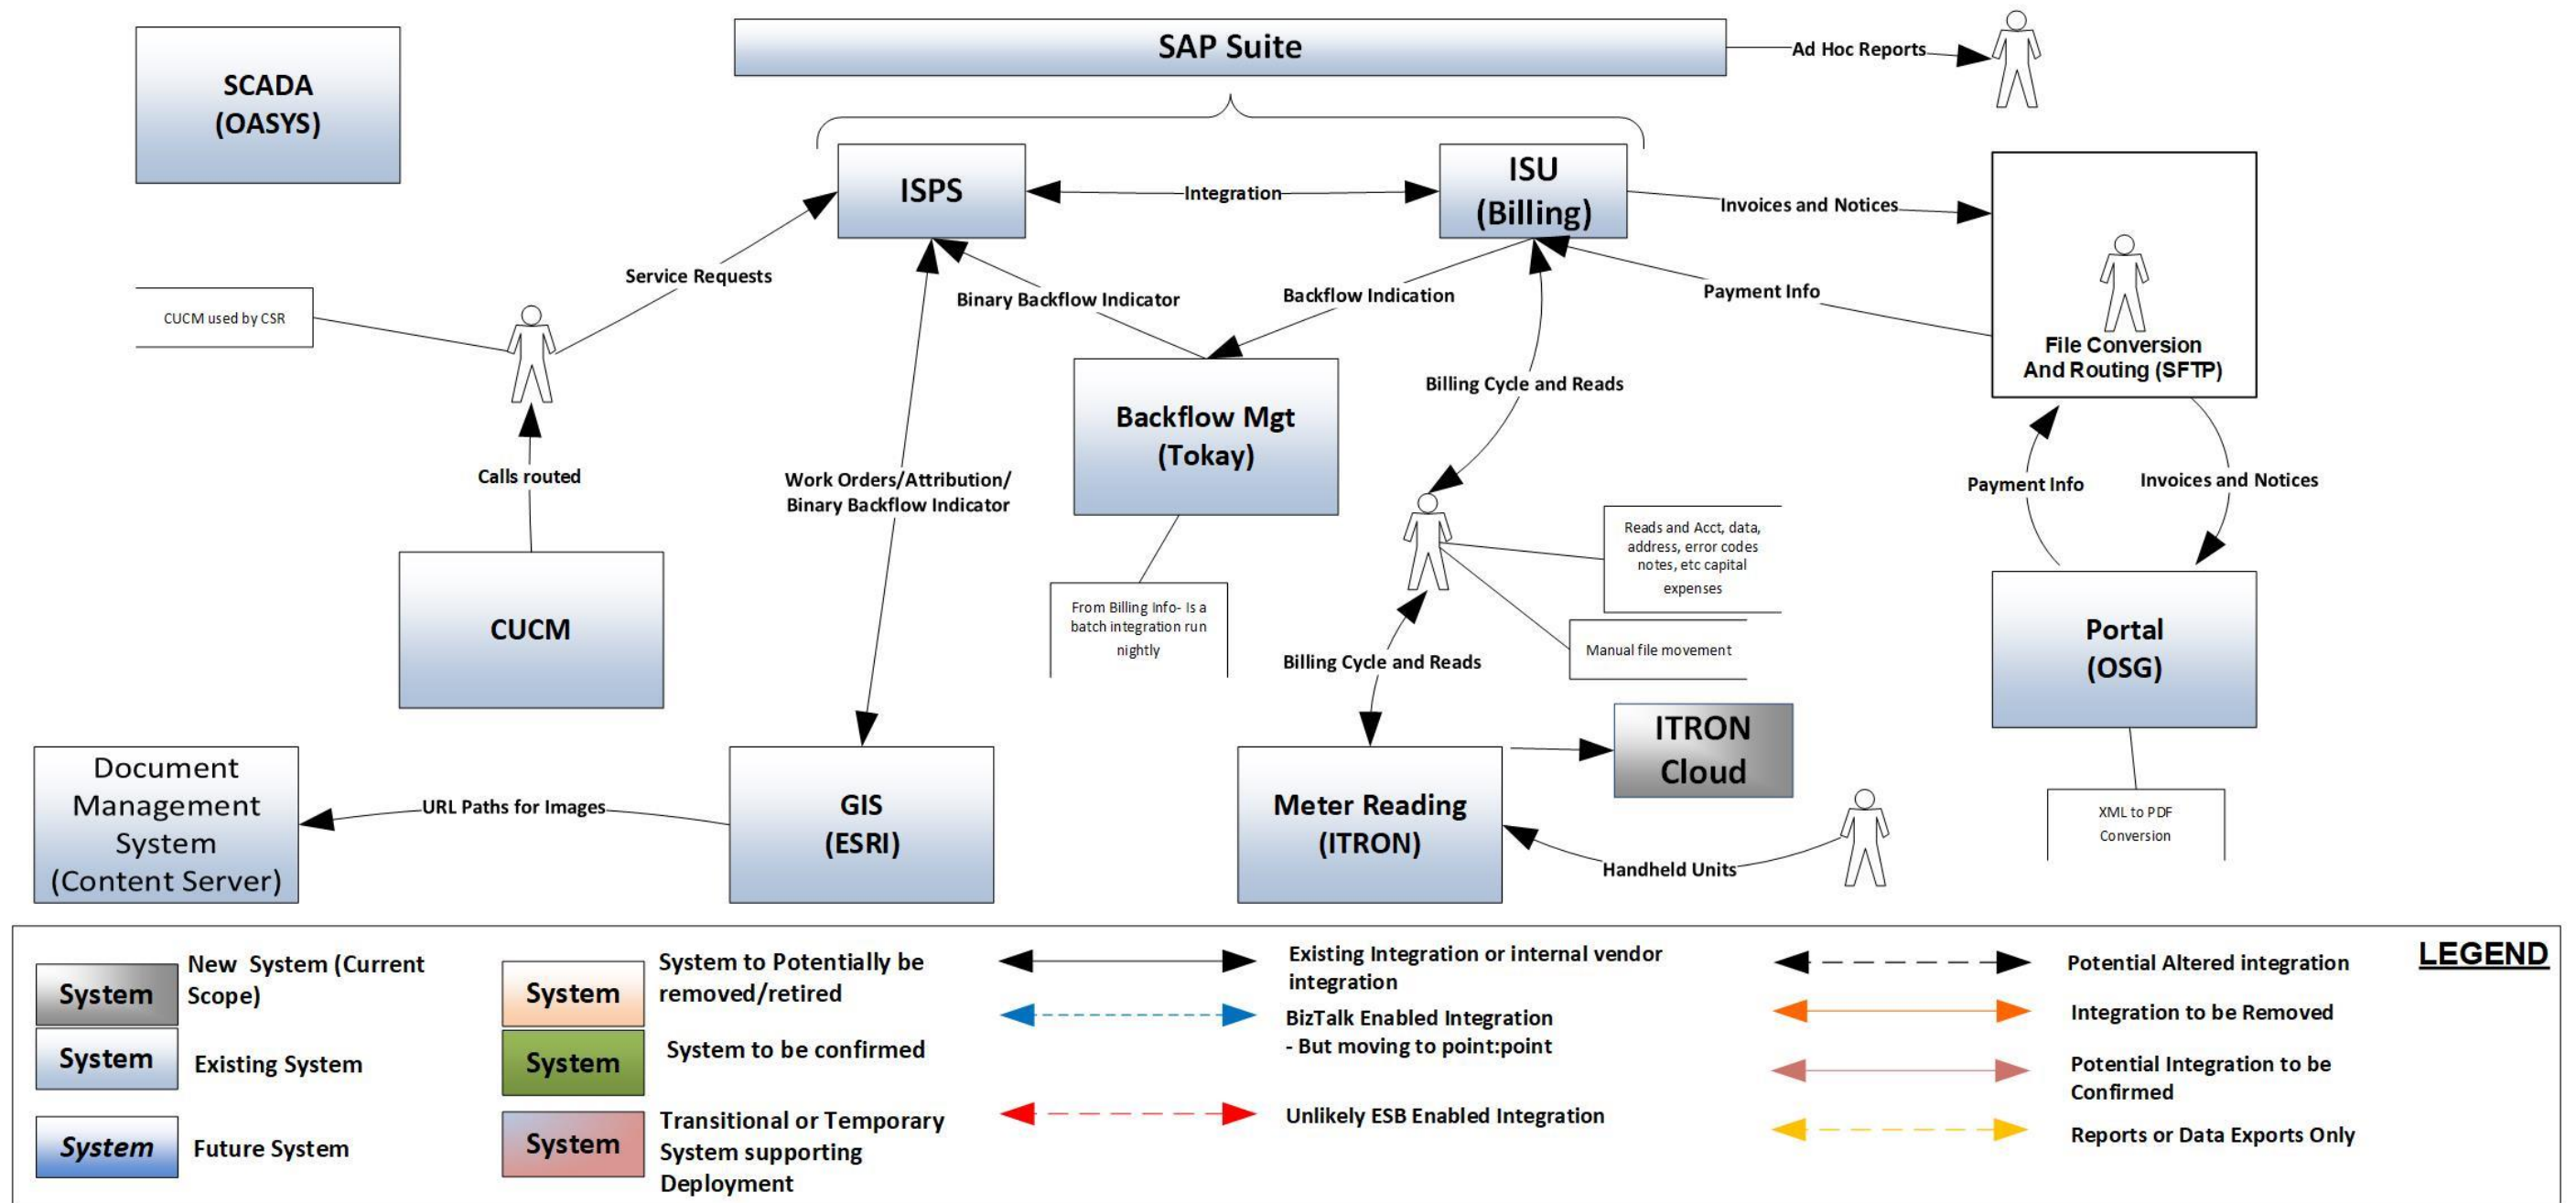 SAP Suite
Ad Hoc Reports
SCADA
(OASYS)
ISPS
Integration
ISU
(Billing)
Invoices and Notices
Service Requests
Binary Backflow Indicator
Backflow Indication
Payment Info
CUCM used by CSR
File Conversion
And Routing (SFTP)
Billing Cycle and Reads
Backflow Mgt
(Tokay)
Calls routed
Work Orders/Attribution/
Binary Backflow Indicator
Payment Info
Invoices and Notices
Reads and Acct, data,
address, error codes
notes, etc capital
expenses
From Billing Info- Is a
batch integration run
nightly
CUCM
Manual file movement
Billing Cycle and Reads
Portal
(OSG)
ITRON
Cloud
Document
Management
System
(Content Server)
URL Paths for Images
GIS
(ESRI)
Meter Reading
(ITRON)
Handheld Units
XML to PDF
Conversion
LEGEND
System
New System (Current
Scope)
System
Existing System
System
Future System
System
System to Potentially be
removed/retired
System
System to be confirmed
System
Transitional or Temporary
System supporting
Deployment
Existing Integration or internal vendor
integration
BizTalk Enabled Integration
- But moving to point:point
Unlikely ESB Enabled Integration
Potential Altered integration
Integration to be Removed
Potential Integration to be
Confirmed
Reports or Data Exports Only